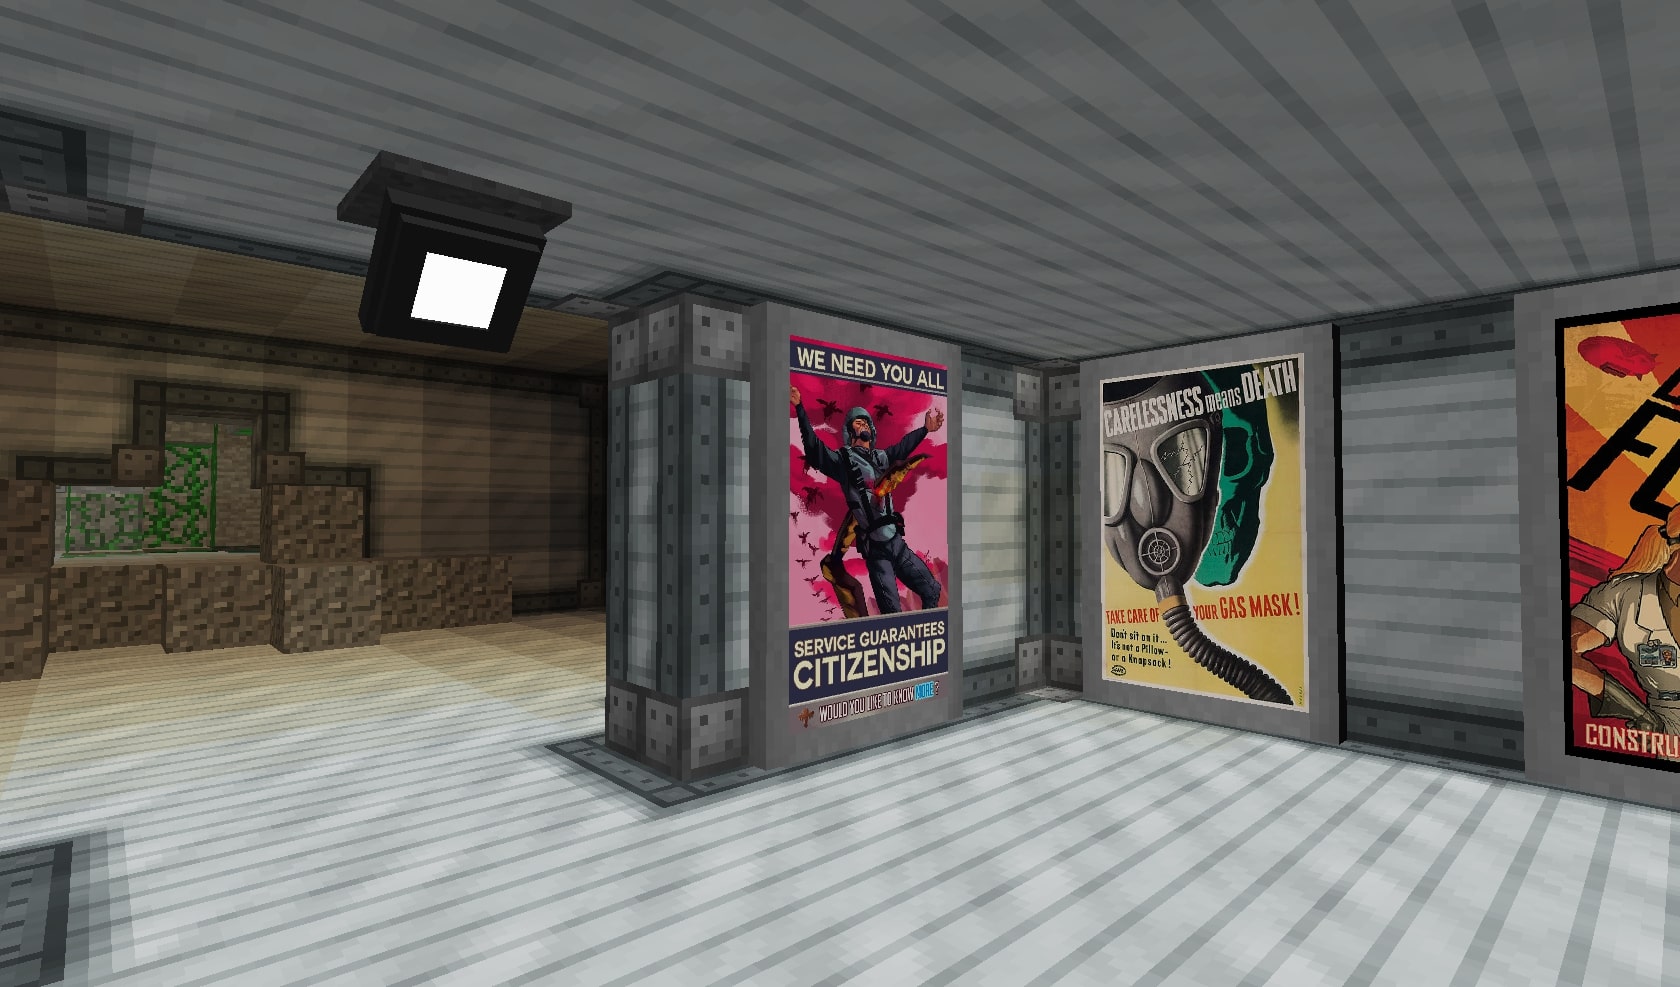 WE NEED YOU ALL
SERVICE GUARANTEES
CITIZENSHIP
WOULD YOU LIKE TO KNOW MORE?
CARELESSNESS means DEATH
TAKE CARE OF YOUR GAS MASK!
Don't sit on it...
It's not a Pillow-
or a Knapsack!
CONSTRU